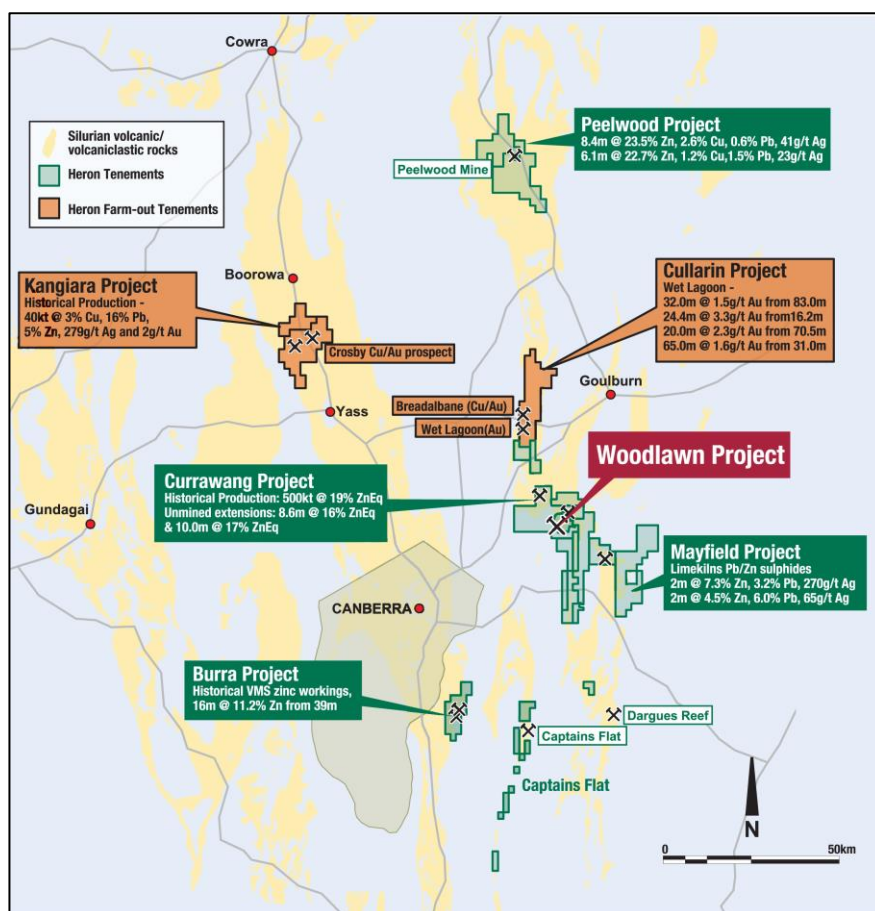 Cowra
Silurian volcanic/
volcaniclastic rocks
Heron Tenements
Heron Farm-out Tenements
Peelwood Project
8.4m @ 23.5% Zn, 2.6% Cu, 0.6% Pb, 41g/t Ag
6.1m @ 22.7% Zn, 1.2% Cu,1.5% Pb, 23g/t Ag
Peelwood Mine
Boorowa
Kangiara Project
Historical Production -
40kt @ 3% Cu, 16% Pb,
5% Zn, 279g/t Ag and 2g/t Au
Crosby Cu/Au prospect
Cullarin Project
Wet Lagoon -
32.0m @ 1.5g/t Au from 83.0m
24.4m @ 3.3g/t Au from16.2m
20.0m @ 2.3g/t Au from 70.5m
65.0m @ 1.6g/t Au from 31.0m
Goulburn
Yass
Breadalbane (Cu/Au)
Wet Lagoon(Au)
Woodlawn Project
Currawang Project
Historical Production: 500kt @ 19% ZnEq
Unmined extensions: 8.6m @ 16% ZnEq
& 10.0m @ 17% ZnEq
Gundagai
Mayfield Project
Limekilns Pb/Zn sulphides
2m @ 7.3% Zn, 3.2% Pb, 270g/t Ag
2m @ 4.5% Zn, 6.0% Pb, 65g/t Ag
CANBERRA
Burra Project
Historical VMS zinc workings,
16m @ 11.2% Zn from 39m
Dargues Reef
Captains Flat
Captains Flat
N
0 50km